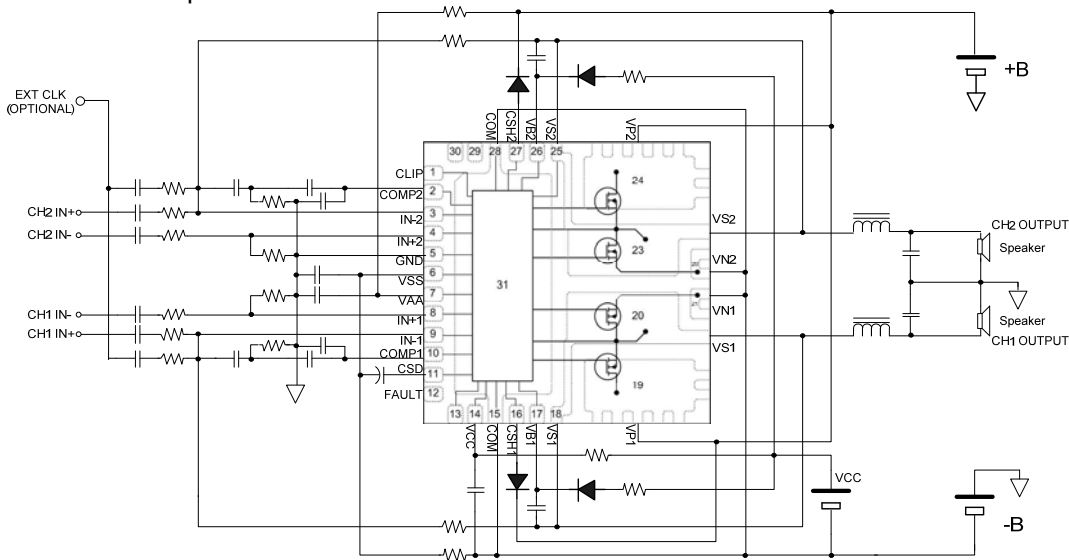 +B
EXT CLK
(OPTIONAL)
COM
CSH2
VB2
VS2
VP2
30
29
28
27
26
25
CLIP
1
COMP2
2
24
CH2 IN+
3
IN-2
CH2 IN-
4
IN+2
VS2
CH2 OUTPUT
Speaker
5
GND
23
VN2
6
VSS
31
7
VAA
CH1 IN-
8
IN+1
VN1
20
Speaker
CH1 IN+
9
IN-1
CH1 OUTPUT
10
COMP1
VS1
11
CSD
FAULT
12
19
13
14
15
16
17
18
VCC
COM
CSH1
VB1
VS1
VP1
VCC
-B